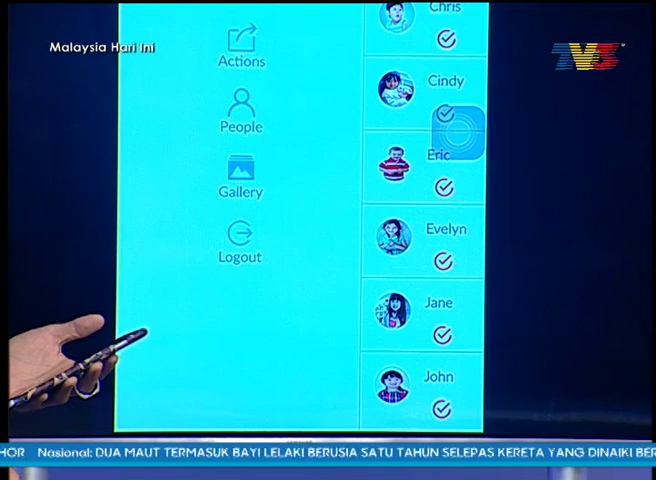 Malaysia Hari Ini
TV3
Actions
People
Gallery
Logout
Chris
Cindy
Eric
Evelyn
Jane
John
HOR Nasional: DUA MAUT TERMASUK BAYI LELAKI BERUSIA SATU TAHUN SELEPAS KERETA YANG DINAIKI BER